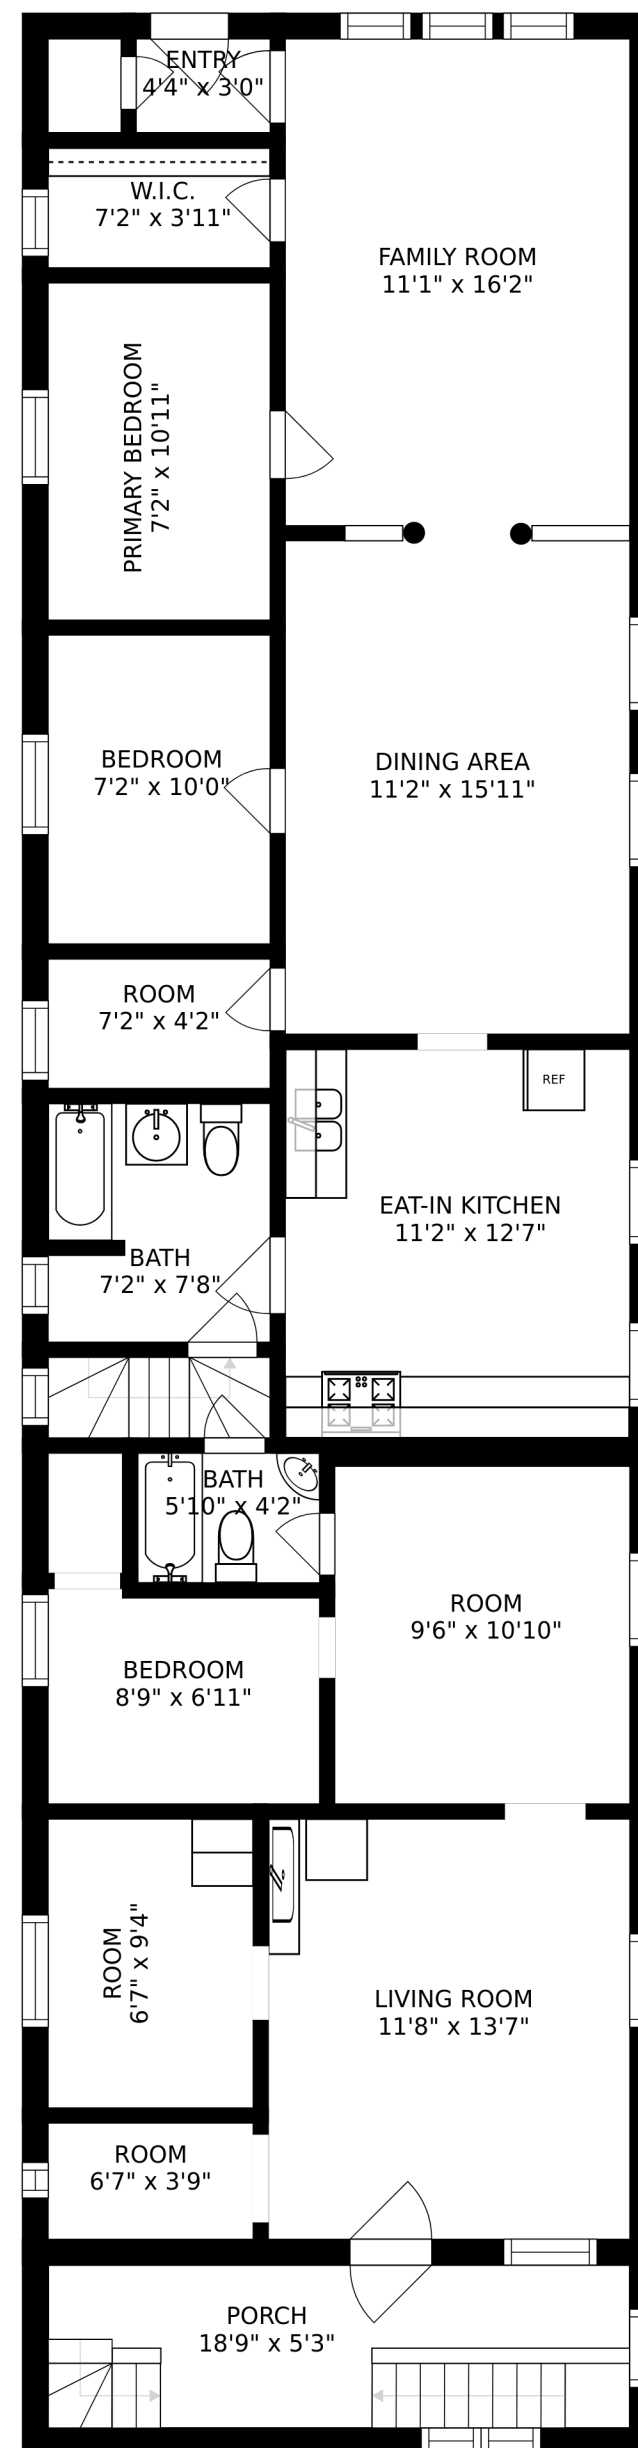 ENTRY
4'4" x 3'0"
W.I.C.
7'2" x 3'11"
FAMILY ROOM
11'1" x 16'2"
PRIMARY BEDROOM
7'2" x 10'11"
BEDROOM
7'2" x 10'0"
DINING AREA
11'2" x 15'11"
ROOM
7'2" x 4'2"
REF
EAT-IN KITCHEN
11'2" x 12'7"
BATH
7'2" x 7'8"
BATH
5'10" x 4'2"
ROOM
9'6" x 10'10"
BEDROOM
8'9" x 6'11"
ROOM
6'7" x 9'4"
LIVING ROOM
11'8" x 13'7"
ROOM
6'7" x 3'9"
PORCH
18'9" x 5'3"